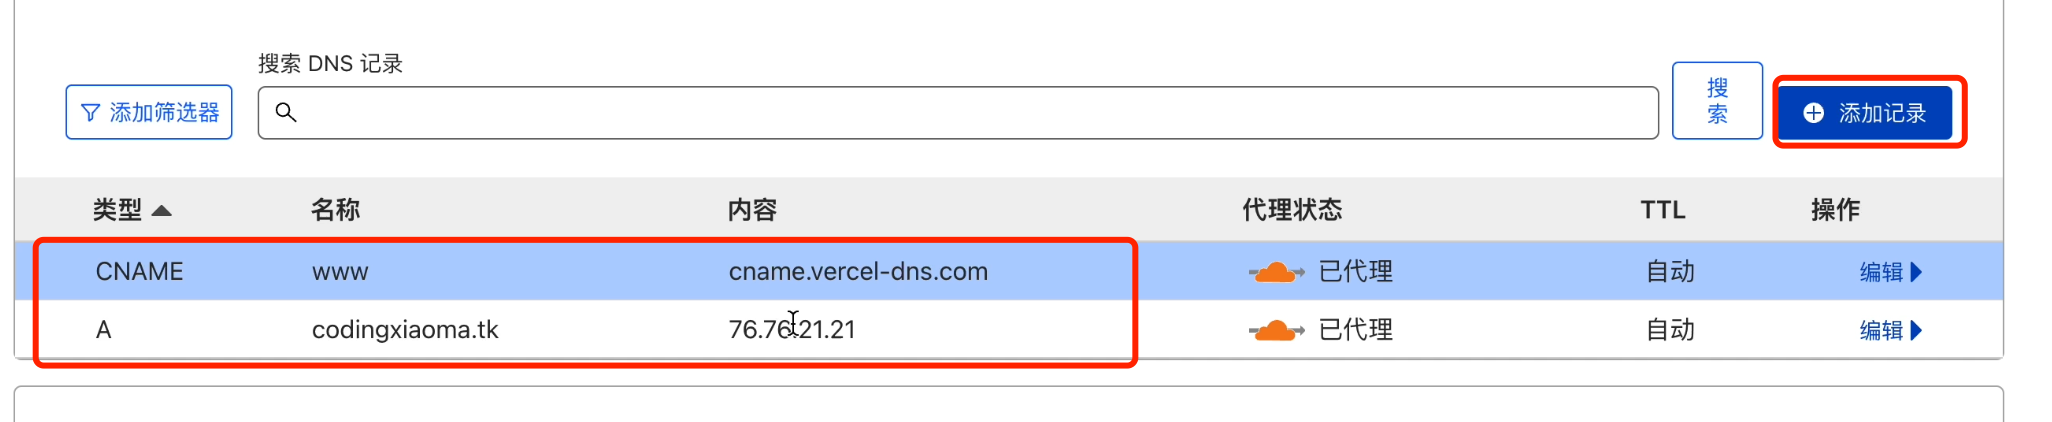 搜索 DNS 记录
添加筛选器
搜索
添加记录
类型 名称 内容 代理状态 TTL 操作
CNAME www cname.vercel-dns.com 已代理 自动 编辑
A codingxiaoma.tk 76.76.21.21 已代理 自动 编辑